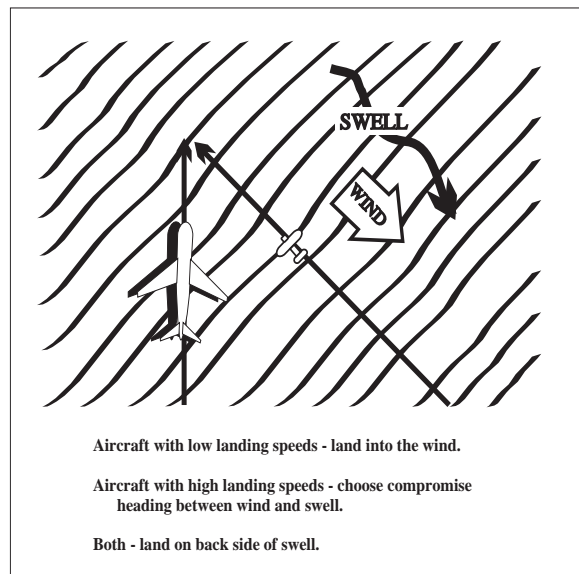 SWELL
WIND
Aircraft with low landing speeds - land into the wind.
Aircraft with high landing speeds - choose compromise
heading between wind and swell.
Both - land on back side of swell.